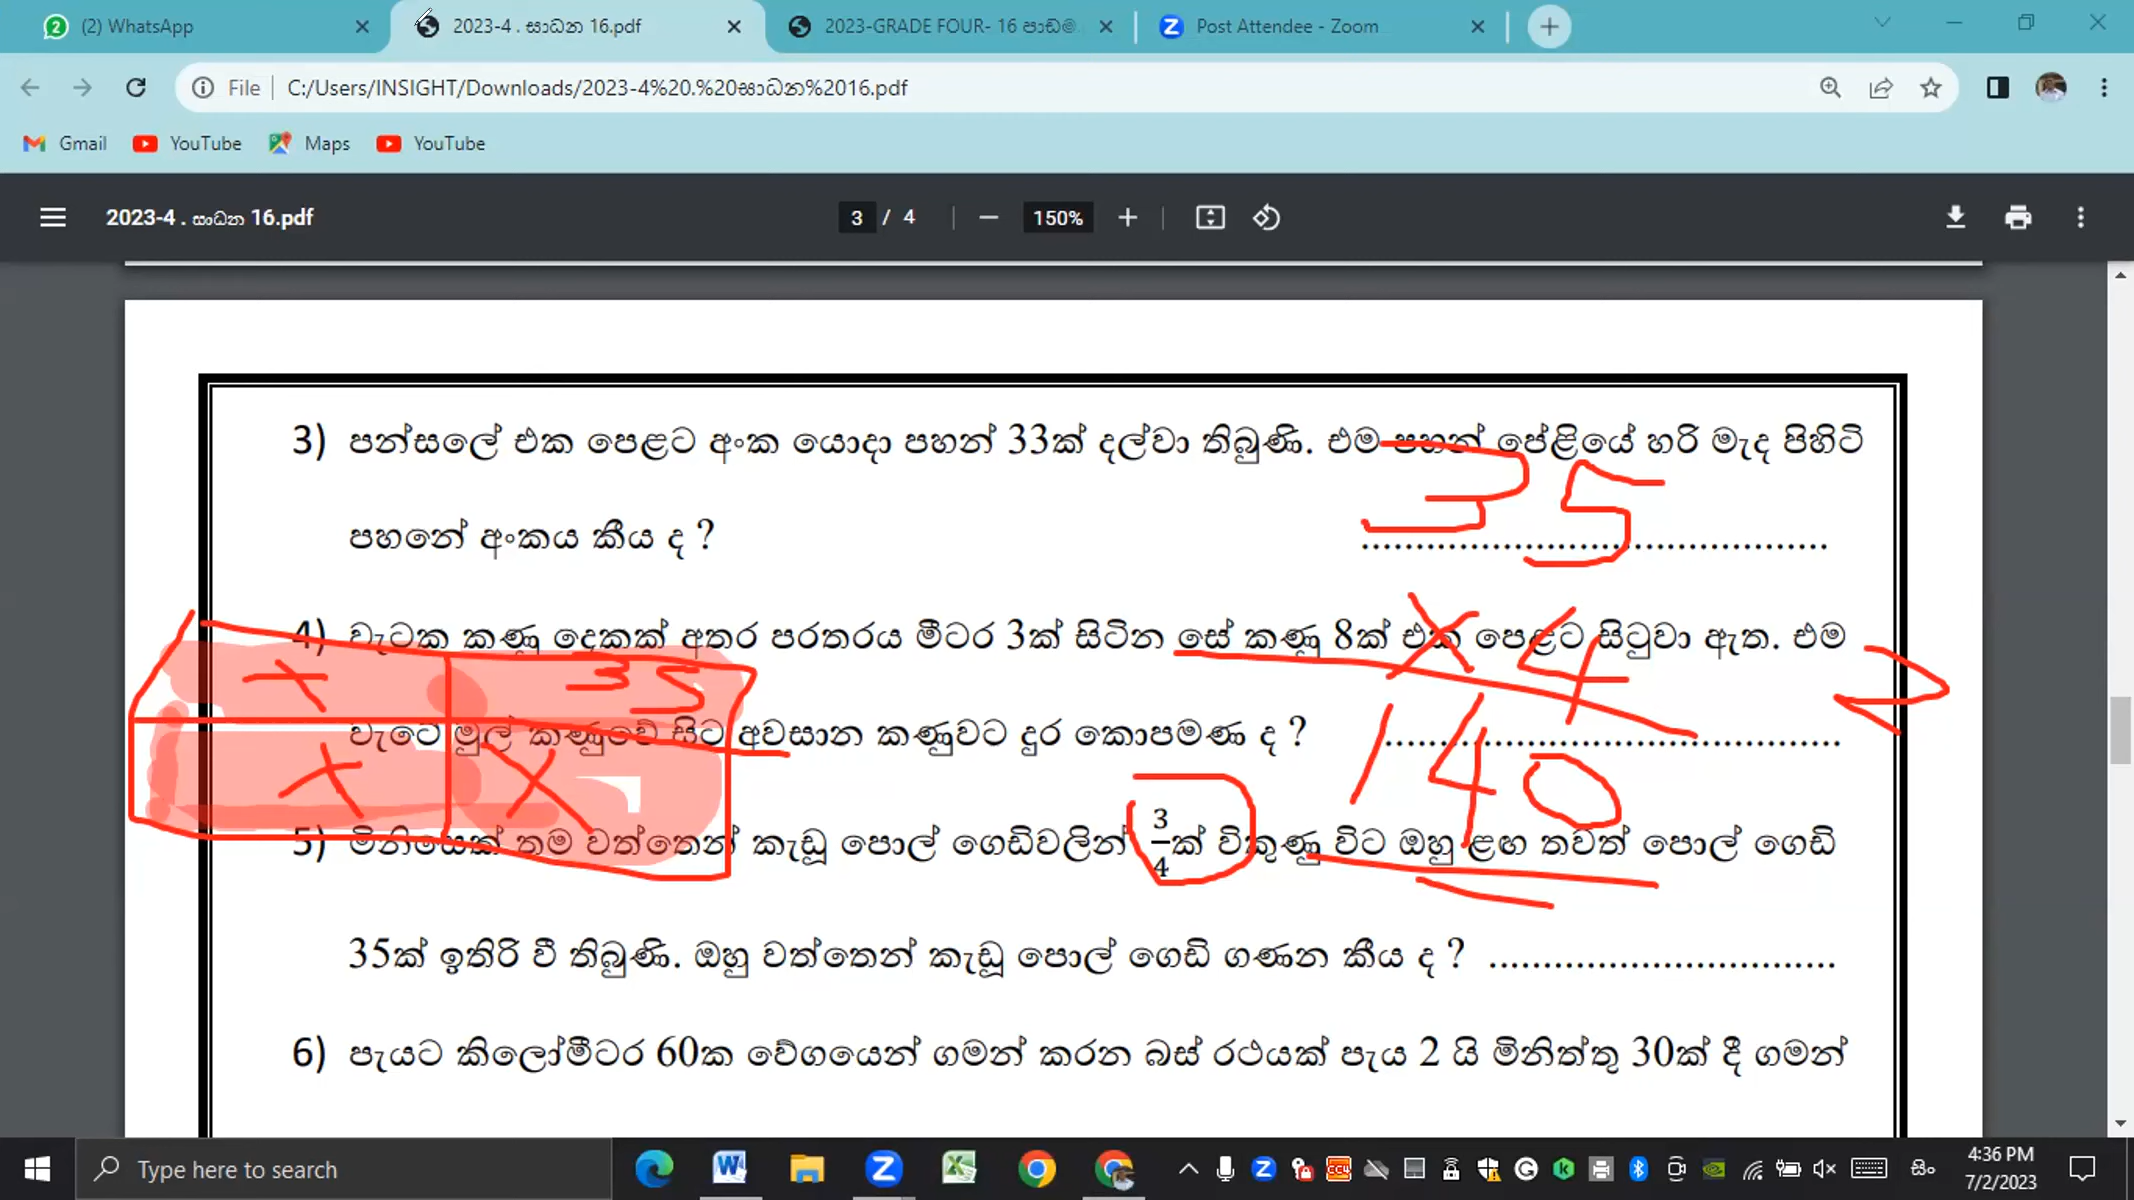 (2) WhatsApp
2023-4 . සාධන 16.pdf
2023-GRADE FOUR- 16 පාඩම
Post Attendee - Zoom
File
C:/Users/INSIGHT/Downloads/2023-4%20.%20සාධන%2016.pdf
Gmail
YouTube
Maps
YouTube
2023-4 . සාධන 16.pdf
3 / 4
150%
3) පන්සලේ එක පෙළට අංක යොදා පහන් 33ක් දල්වා තිබුණි. එම පහන් පේළියේ හරි මැද පිහිටි
පහනේ අංකය කීය ද ? ..........................................
35
4) වැටක කණු දෙකක් අතර පරතරය මීටර 3ක් සිටින සේ කණු 8ක් එක පෙළට සිටුවා ඇත. එම
× 4
35
වැටේ මුල් කණුවේ සිට අවසාන කණුවට දුර කොපමණ ද ? ..........................................
140
5) මිනිසෙක් තම වත්තෙන් කැඩූ පොල් ගෙඩිවලින් 3/4ක් විකුණු විට ඔහු ළඟ තවත් පොල් ගෙඩි
35ක් ඉතිරි වී තිබුණි. ඔහු වත්තෙන් කැඩූ පොල් ගෙඩි ගණන කීය ද ? ................................
6) පැයට කිලෝමීටර 60ක වේගයෙන් ගමන් කරන බස් රථයක් පැය 2 යි මිනිත්තු 30ක් දී ගමන්
Type here to search
සිං
4:36 PM
7/2/2023